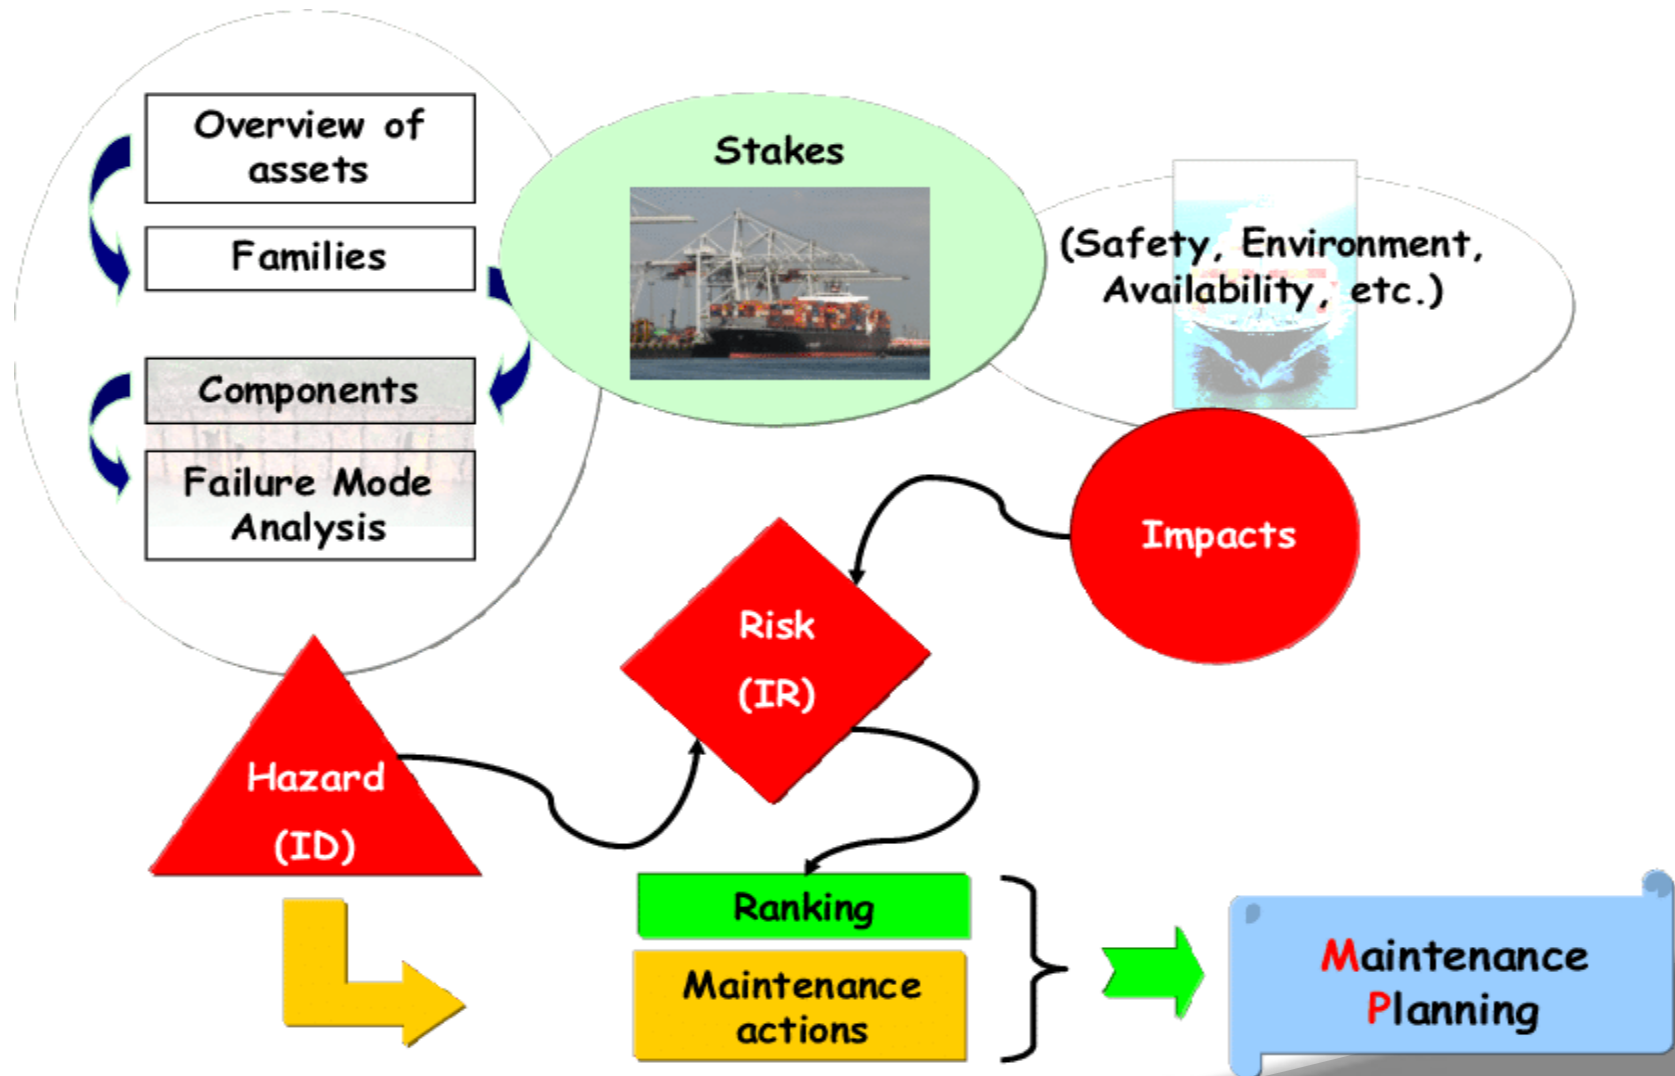 Overview of
assets
Families
Components
Failure Mode
Analysis
Stakes
(Safety, Environment,
Availability, etc.)
Impacts
Risk
(IR)
Hazard
(ID)
Ranking
Maintenance
actions
Maintenance
Planning